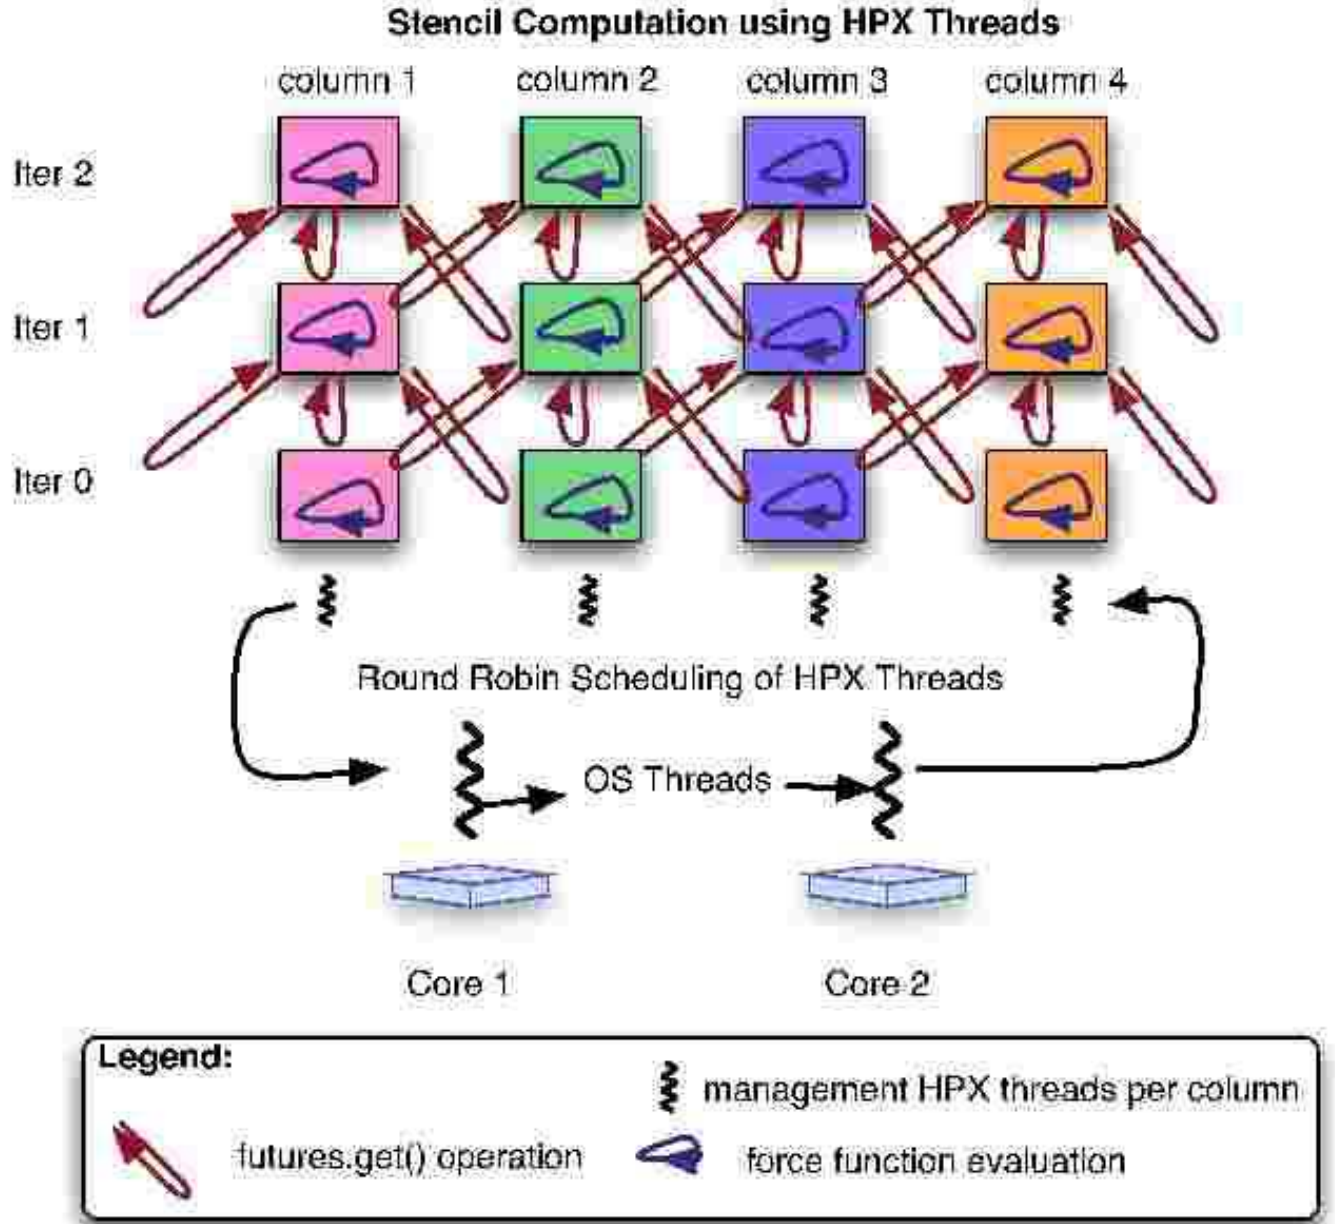 Stencil Computation using HPX Threads
column 1 column 2 column 3 column 4
Iter 2
Iter 1
Iter 0
Round Robin Scheduling of HPX Threads
OS Threads
Core 1 Core 2
Legend:
management HPX threads per column
futures.get() operation force function evaluation